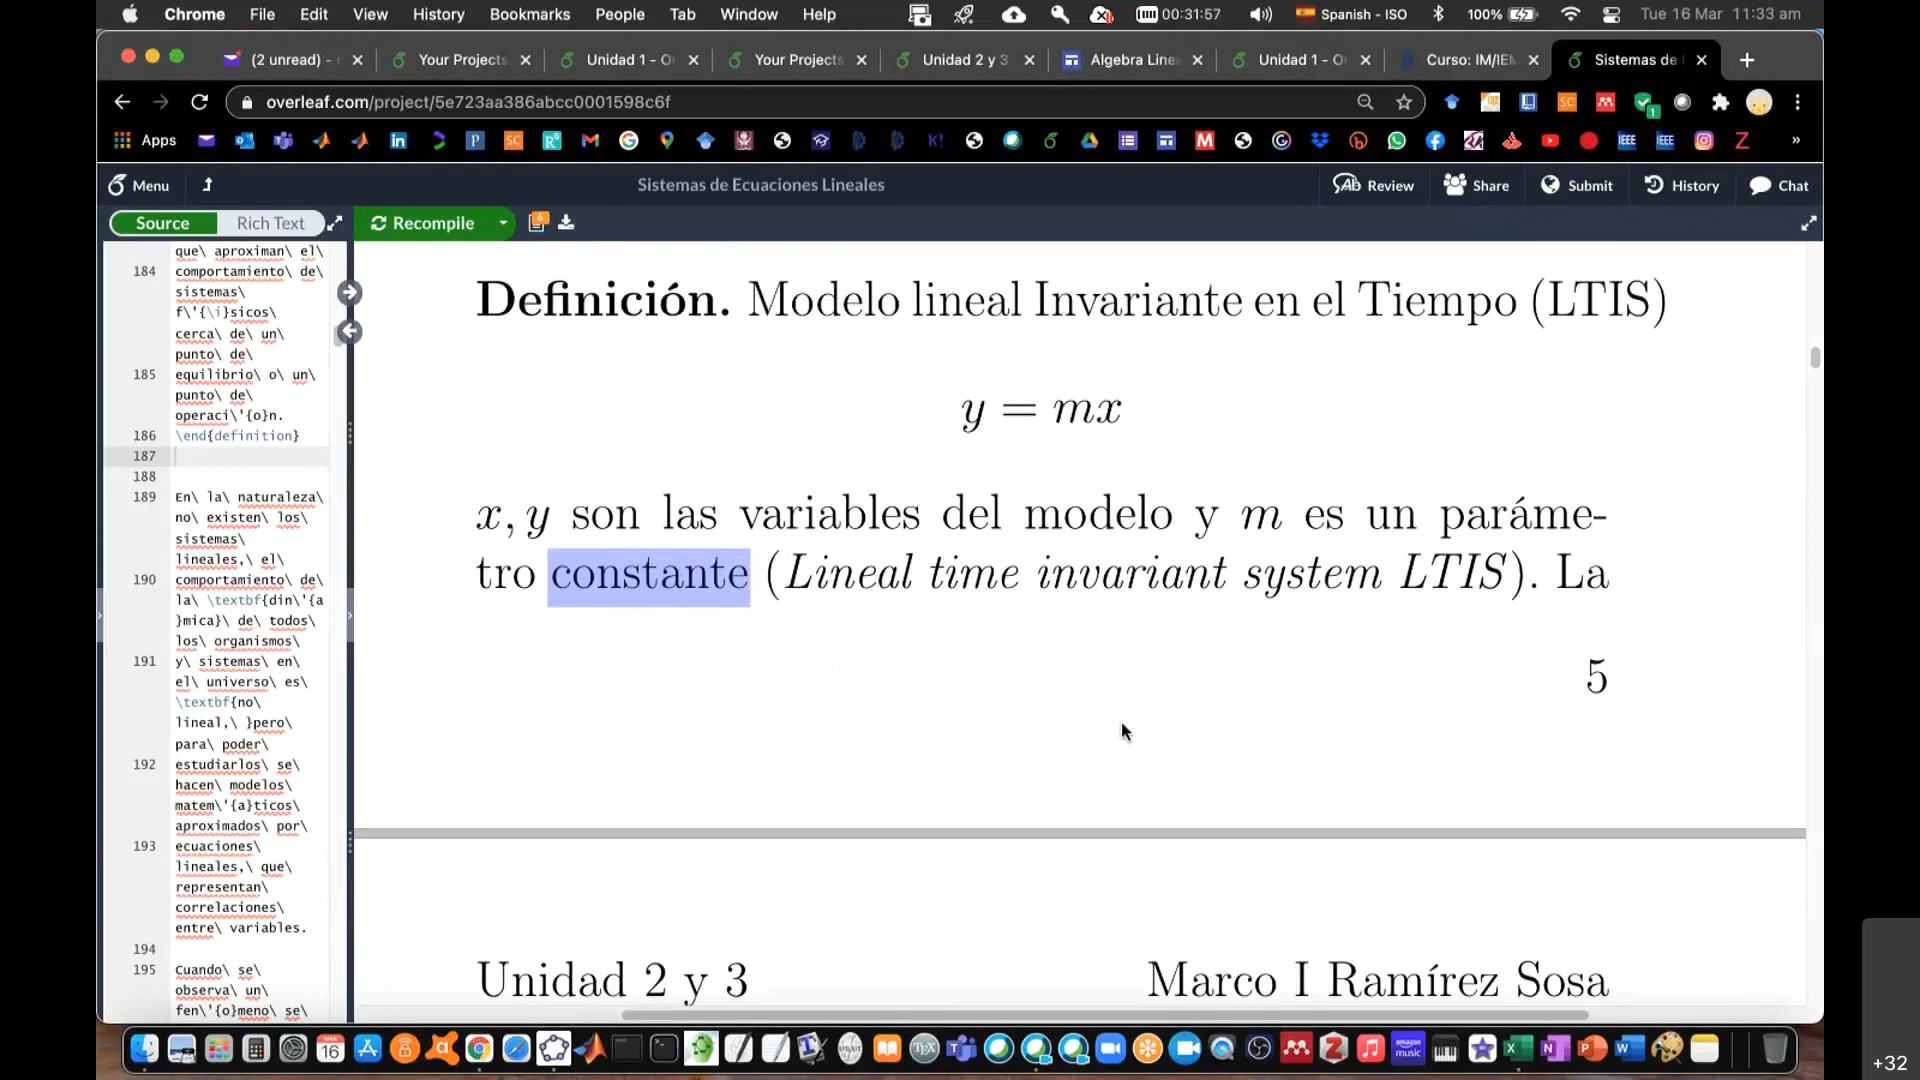 Chrome File Edit View History Bookmarks People Tab Window Help 00:31:57 Spanish - ISO 100% Tue 16 Mar 11:33 am
(2 unread) - Your Projects Unidad 1 - O Your Projects Unidad 2 y 3 Algebra Linea Unidad 1 - O Curso: IM/IEM Sistemas de
overleaf.com/project/5e723aa386abcc0001598c6f
Apps
Menu Sistemas de Ecuaciones Lineales Review Share Submit History Chat
Source Rich Text Recompile 6
que\ aproximan\ el\
184 comportamiento\ de\
sistemas\
f\'{\i}sicos\
cerca\ de\ un\
punto\ de\
185 equilibrio\ o\ un\
punto\ de\
operaci\'{o}n.
186 \end{definition}
187
188
189 En\ la\ naturaleza\
no\ existen\ los\
sistemas\
lineales,\ el\
190 comportamiento\ de\
la\ \textbf{din\'{a
}mica}\ de\ todos\
los\ organismos\
191 y\ sistemas\ en\
el\ universo\ es\
\textbf{no\
lineal,\ }pero\
para\ poder\
192 estudiarlos\ se\
hacen\ modelos\
matem\'{a}ticos\
aproximados\ por\
193 ecuaciones\
lineales,\ que\
representan\
correlaciones\
entre\ variables.
194
195 Cuando\ se\
observa\ un\
fen\'{o}meno\ se\
Definición. Modelo lineal Invariante en el Tiempo (LTIS)
y = mx
x, y son las variables del modelo y m es un paráme-
tro constante (Lineal time invariant system LTIS). La
5
Unidad 2 y 3 Marco I Ramírez Sosa
+32